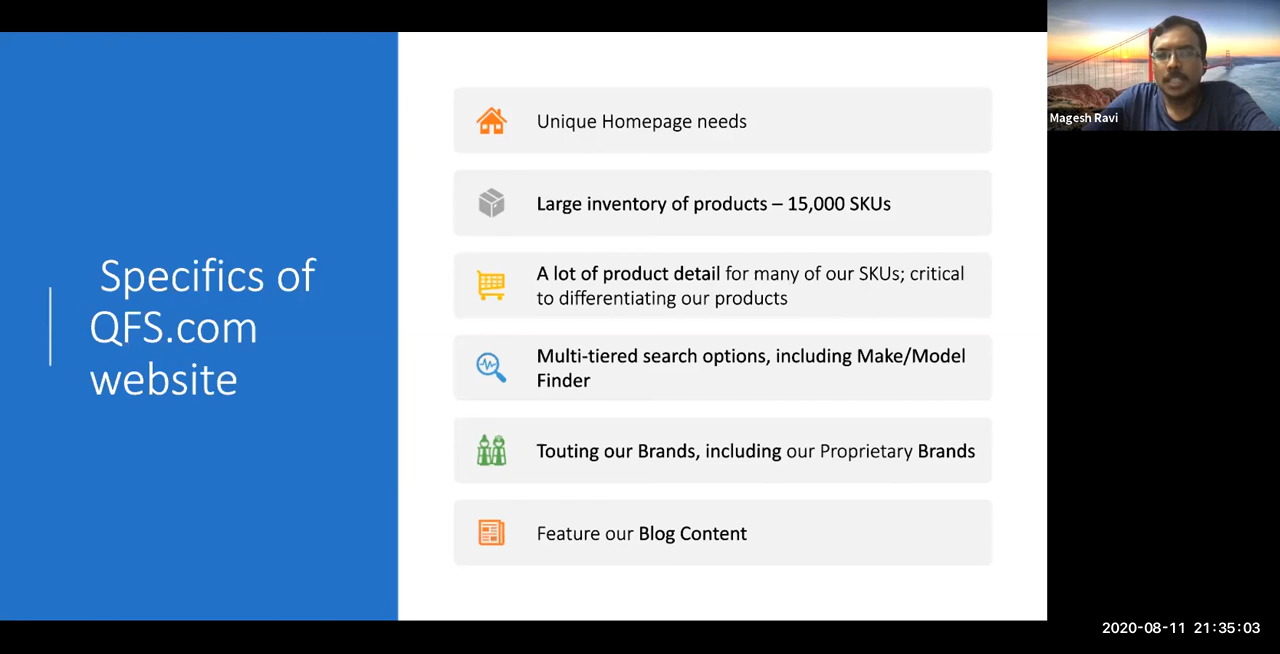 Specifics of
QFS.com
website
Unique Homepage needs
Large inventory of products – 15,000 SKUs
A lot of product detail for many of our SKUs; critical
to differentiating our products
Multi-tiered search options, including Make/Model
Finder
Touting our Brands, including our Proprietary Brands
Feature our Blog Content
Magesh Ravi
2020-08-11 21:35:03